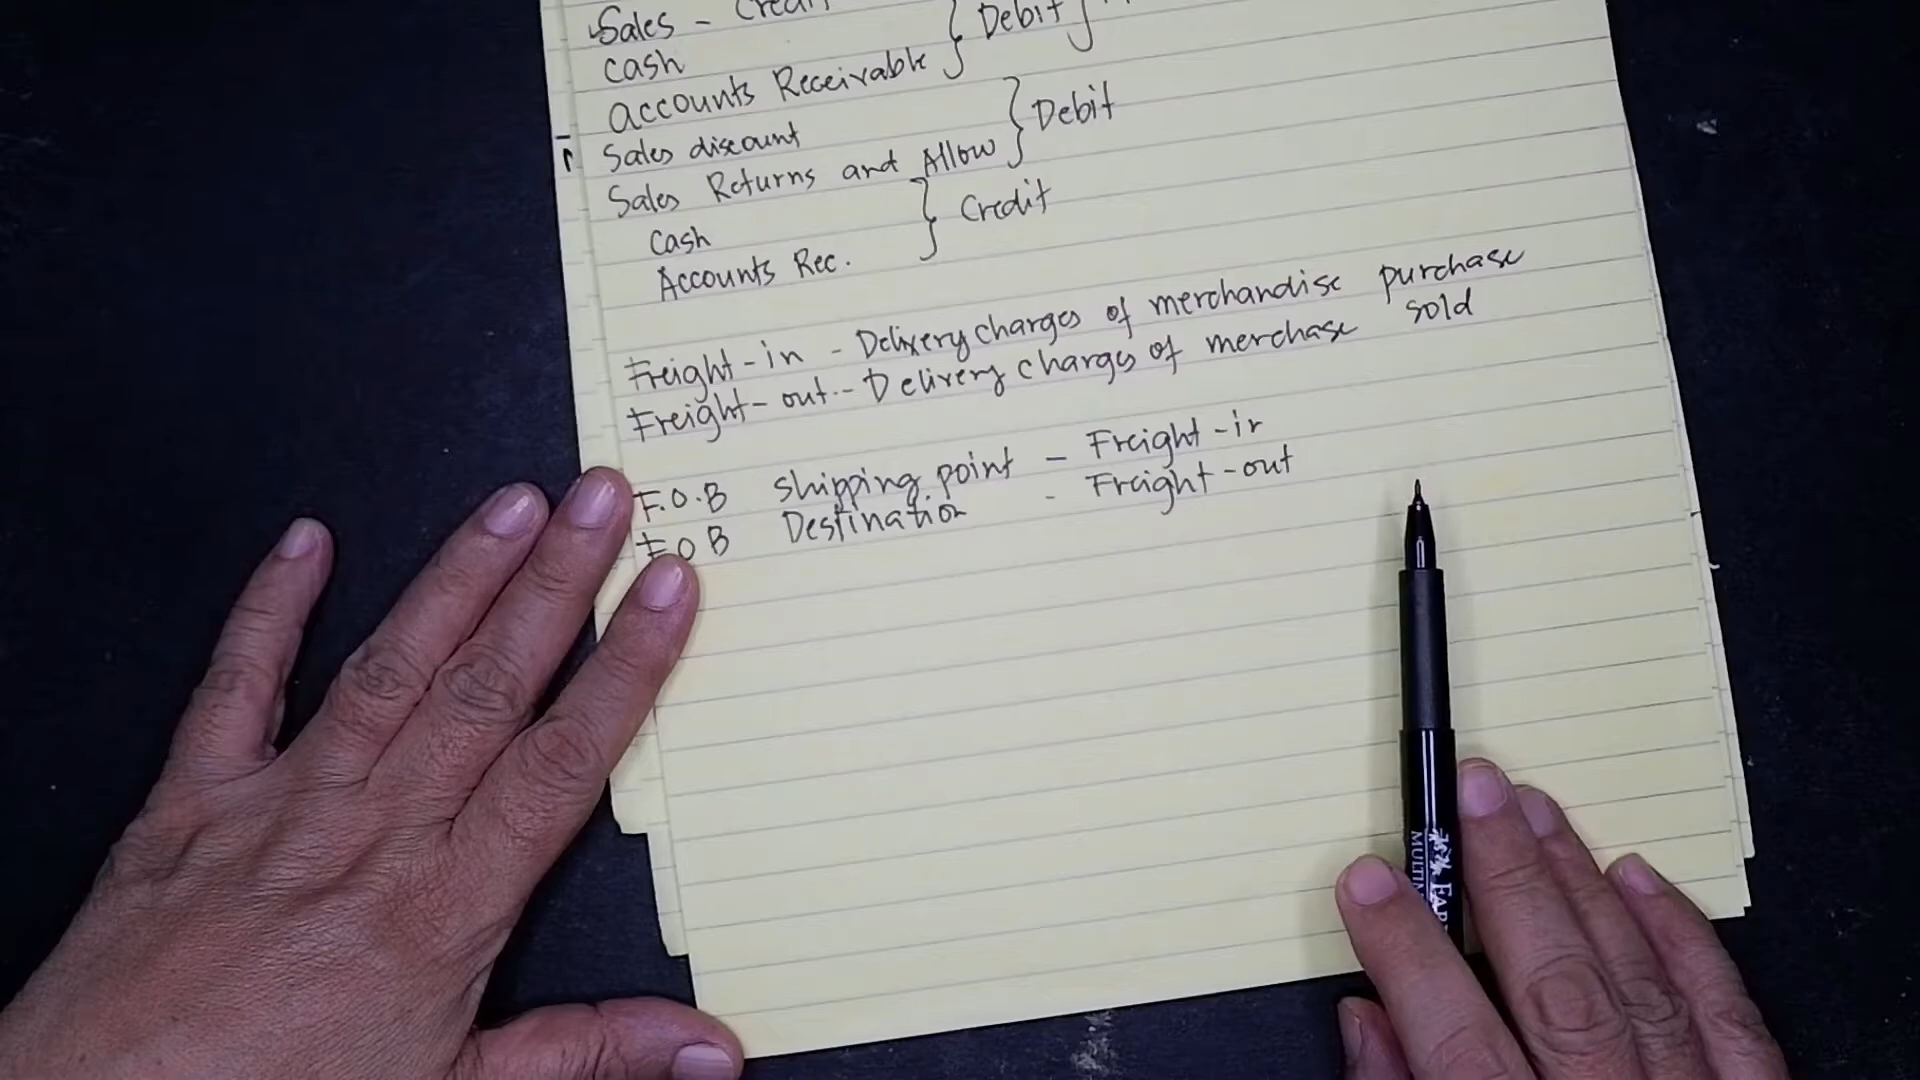 Sales - Credit
Cash
Accounts Receivable } Debit }
Sales discount
Sales Returns and Allow } Debit
Cash
Accounts Rec. } Credit
Freight-in - Delivery charges of merchandise purchase
Freight-out - Delivery charges of merchase sold
F.O.B shipping point - Freight-in
FOB Destination - Freight-out